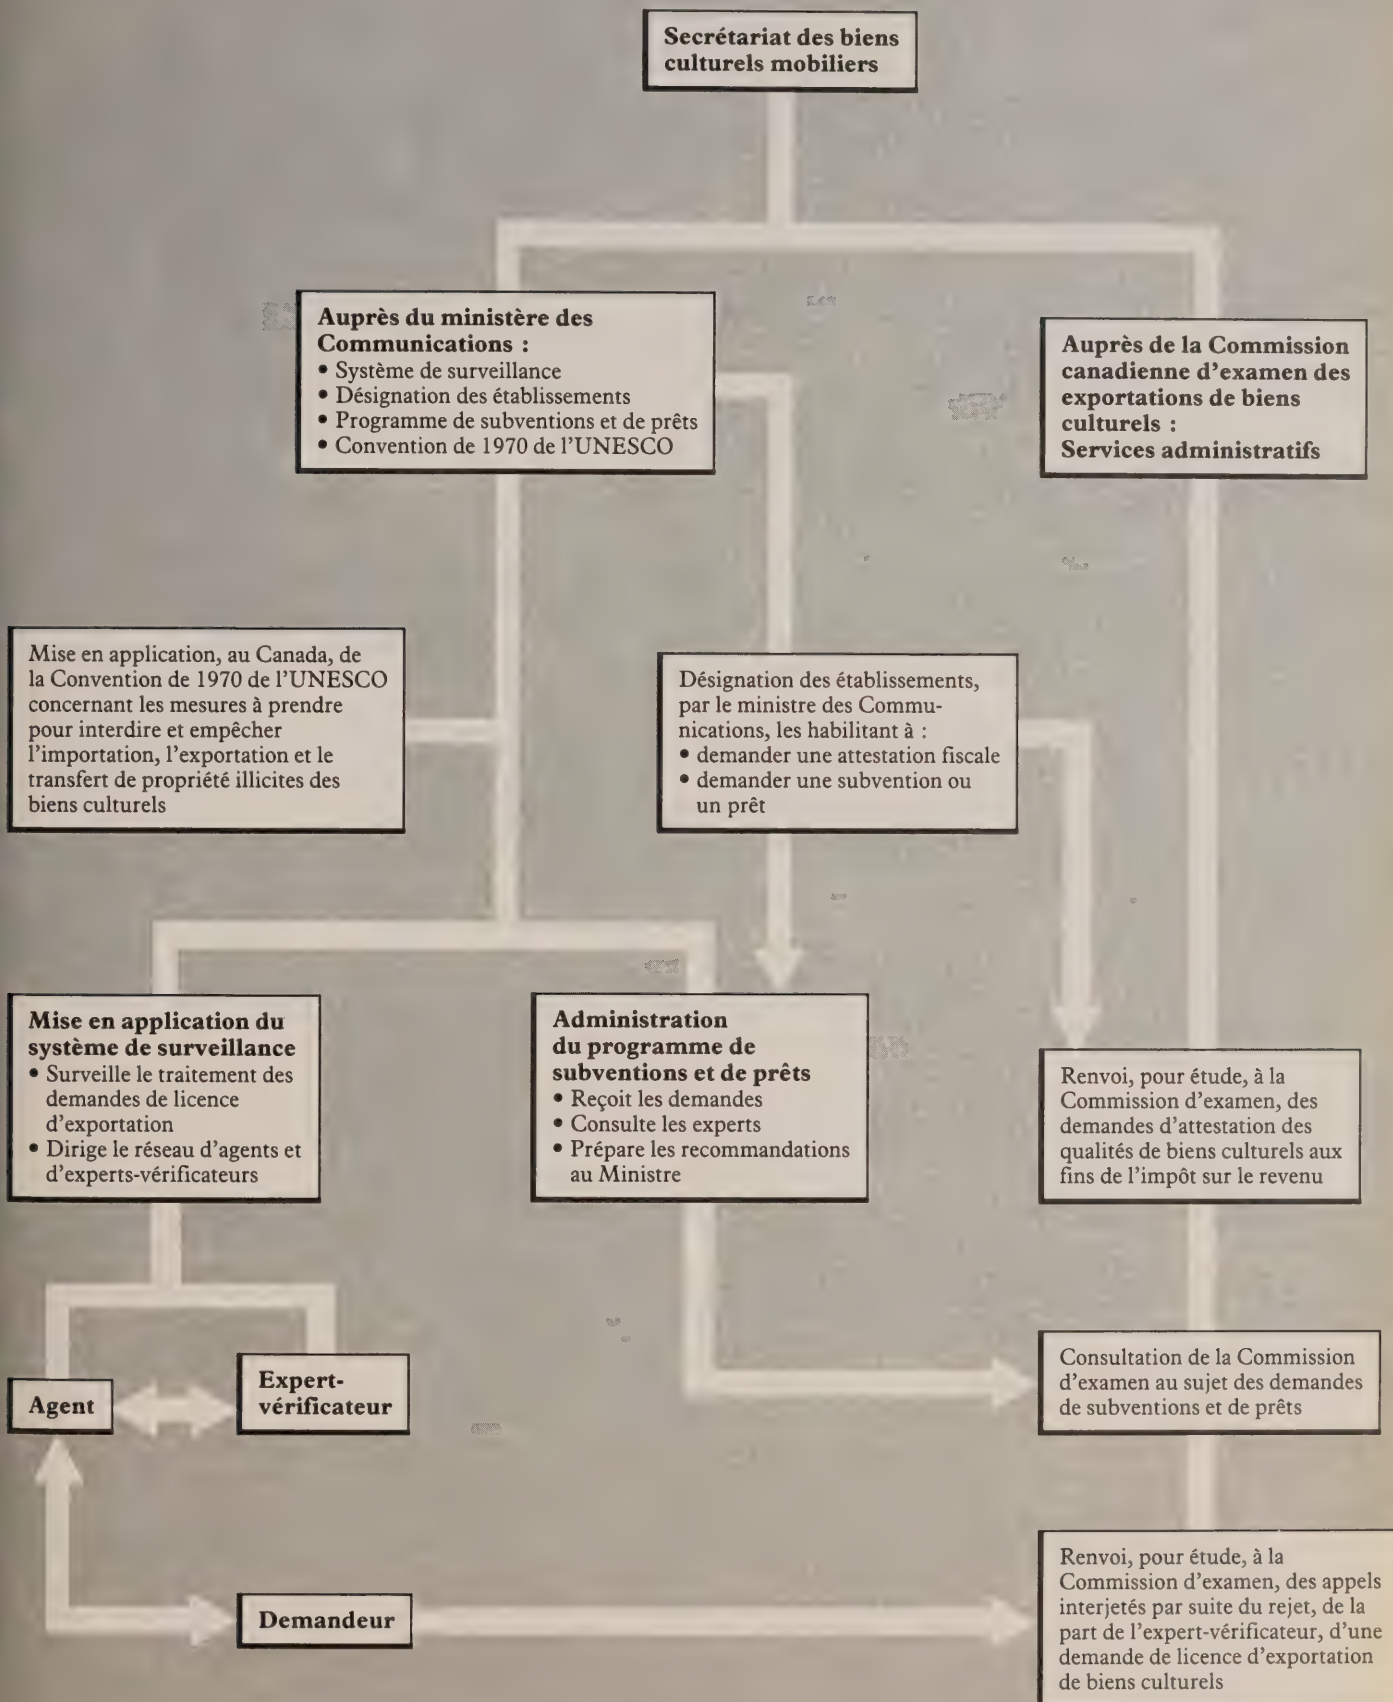 Secrétariat des biens
culturels mobiliers
Auprès du ministère des
Communications :
• Système de surveillance
• Désignation des établissements
• Programme de subventions et de prêts
• Convention de 1970 de l'UNESCO
Auprès de la Commission
canadienne d'examen des
exportations de biens
culturels :
Services administratifs
Mise en application, au Canada, de
la Convention de 1970 de l'UNESCO
concernant les mesures à prendre
pour interdire et empêcher
l'importation, l'exportation et le
transfert de propriété illicites des
biens culturels
Désignation des établissements,
par le ministre des Commu-
nications, les habilitant à :
• demander une attestation fiscale
• demander une subvention ou
un prêt
Mise en application du
système de surveillance
• Surveille le traitement des
demandes de licence
d'exportation
• Dirige le réseau d'agents et
d'experts-vérificateurs
Administration
du programme de
subventions et de prêts
• Reçoit les demandes
• Consulte les experts
• Prépare les recommandations
au Ministre
Renvoi, pour étude, à la
Commission d'examen, des
demandes d'attestation des
qualités de biens culturels aux
fins de l'impôt sur le revenu
Agent
Expert-
vérificateur
Consultation de la Commission
d'examen au sujet des demandes
de subventions et de prêts
Demandeur
Renvoi, pour étude, à la
Commission d'examen, des appels
interjetés par suite du rejet, de la
part de l'expert-vérificateur, d'une
demande de licence d'exportation
de biens culturels